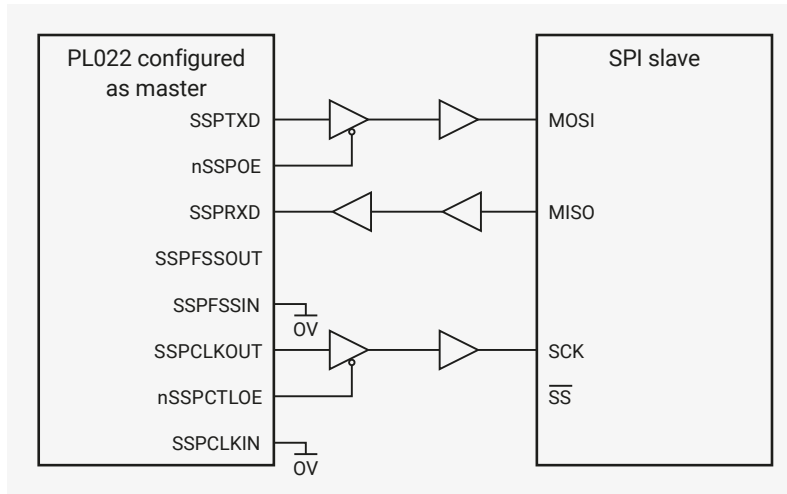 PL022 configured
as master
SPI slave
SSPTXD
MOSI
nSSPOE
SSPRXD
MISO
SSPFSSOUT
SSPFSSIN
0V
SSPCLKOUT
SCK
nSSPCTLOE
SS
SSPCLKIN
0V